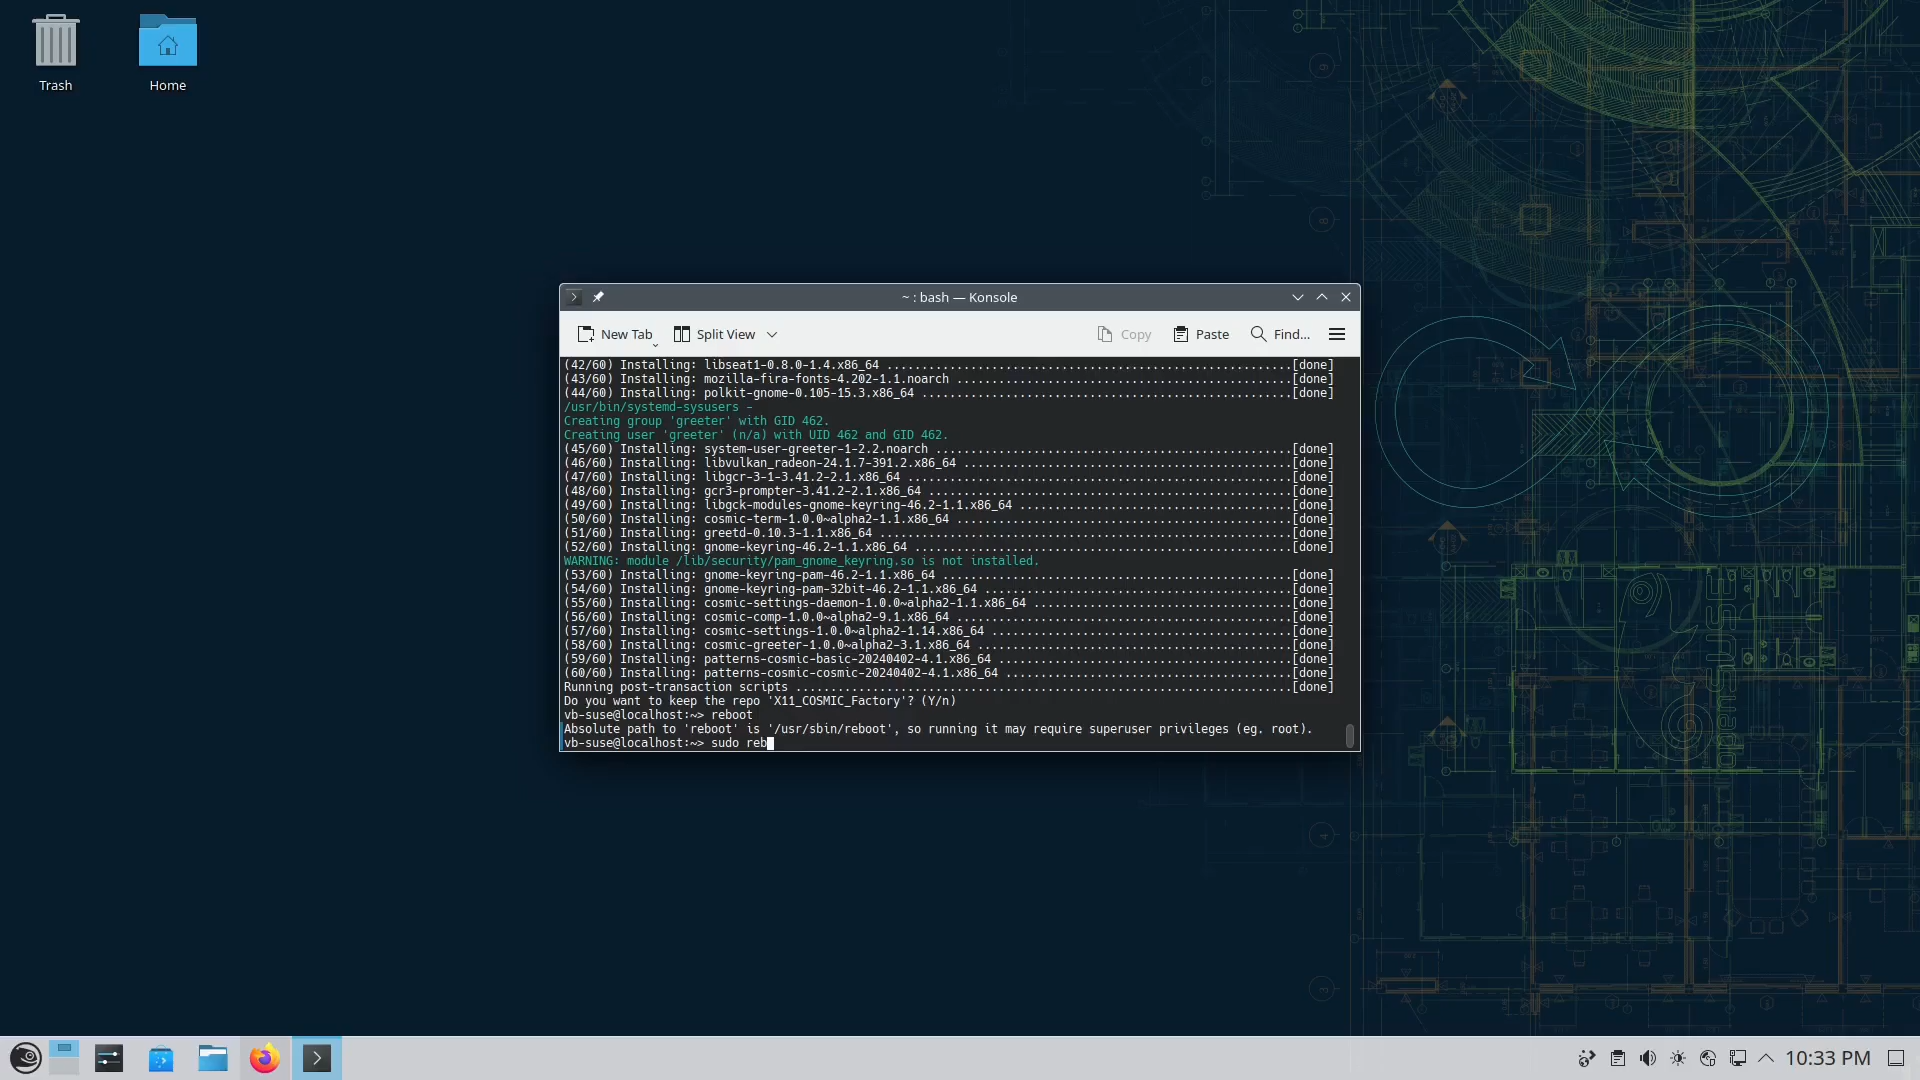 Trash
Home
~ : bash — Konsole
New Tab
Split View
Copy
Paste
Find...
(42/60) Installing: libseat1-0.8.0-1.4.x86_64 ..........................................................[done]
(43/60) Installing: mozilla-fira-fonts-4.202-1.1.noarch ................................................[done]
(44/60) Installing: polkit-gnome-0.105-15.3.x86_64 .....................................................[done]
/usr/bin/systemd-sysusers -
Creating group 'greeter' with GID 462.
Creating user 'greeter' (n/a) with UID 462 and GID 462.
(45/60) Installing: system-user-greeter-1-2.2.noarch ...................................................[done]
(46/60) Installing: libvulkan_radeon-24.1.7-391.2.x86_64 ...............................................[done]
(47/60) Installing: libgcr-3-1-3.41.2-2.1.x86_64 .......................................................[done]
(48/60) Installing: gcr3-prompter-3.41.2-2.1.x86_64 ....................................................[done]
(49/60) Installing: libgck-modules-gnome-keyring-46.2-1.1.x86_64 .......................................[done]
(50/60) Installing: cosmic-term-1.0.0~alpha2-1.1.x86_64 ................................................[done]
(51/60) Installing: greetd-0.10.3-1.1.x86_64 ...........................................................[done]
(52/60) Installing: gnome-keyring-46.2-1.1.x86_64 ......................................................[done]
WARNING: module /lib/security/pam_gnome_keyring.so is not installed.
(53/60) Installing: gnome-keyring-pam-46.2-1.1.x86_64 ..................................................[done]
(54/60) Installing: gnome-keyring-pam-32bit-46.2-1.1.x86_64 ............................................[done]
(55/60) Installing: cosmic-settings-daemon-1.0.0~alpha2-1.1.x86_64 .....................................[done]
(56/60) Installing: cosmic-comp-1.0.0~alpha2-9.1.x86_64 ................................................[done]
(57/60) Installing: cosmic-settings-1.0.0~alpha2-1.14.x86_64 ...........................................[done]
(58/60) Installing: cosmic-greeter-1.0.0~alpha2-3.1.x86_64 .............................................[done]
(59/60) Installing: patterns-cosmic-basic-20240402-4.1.x86_64 ..........................................[done]
(60/60) Installing: patterns-cosmic-cosmic-20240402-4.1.x86_64 .........................................[done]
Running post-transaction scripts .......................................................................[done]
Do you want to keep the repo 'X11_COSMIC_Factory'? (Y/n)
vb-suse@localhost:~> reboot
Absolute path to 'reboot' is '/usr/sbin/reboot', so running it may require superuser privileges (eg. root).
vb-suse@localhost:~> sudo reb
openSUSE
10:33 PM